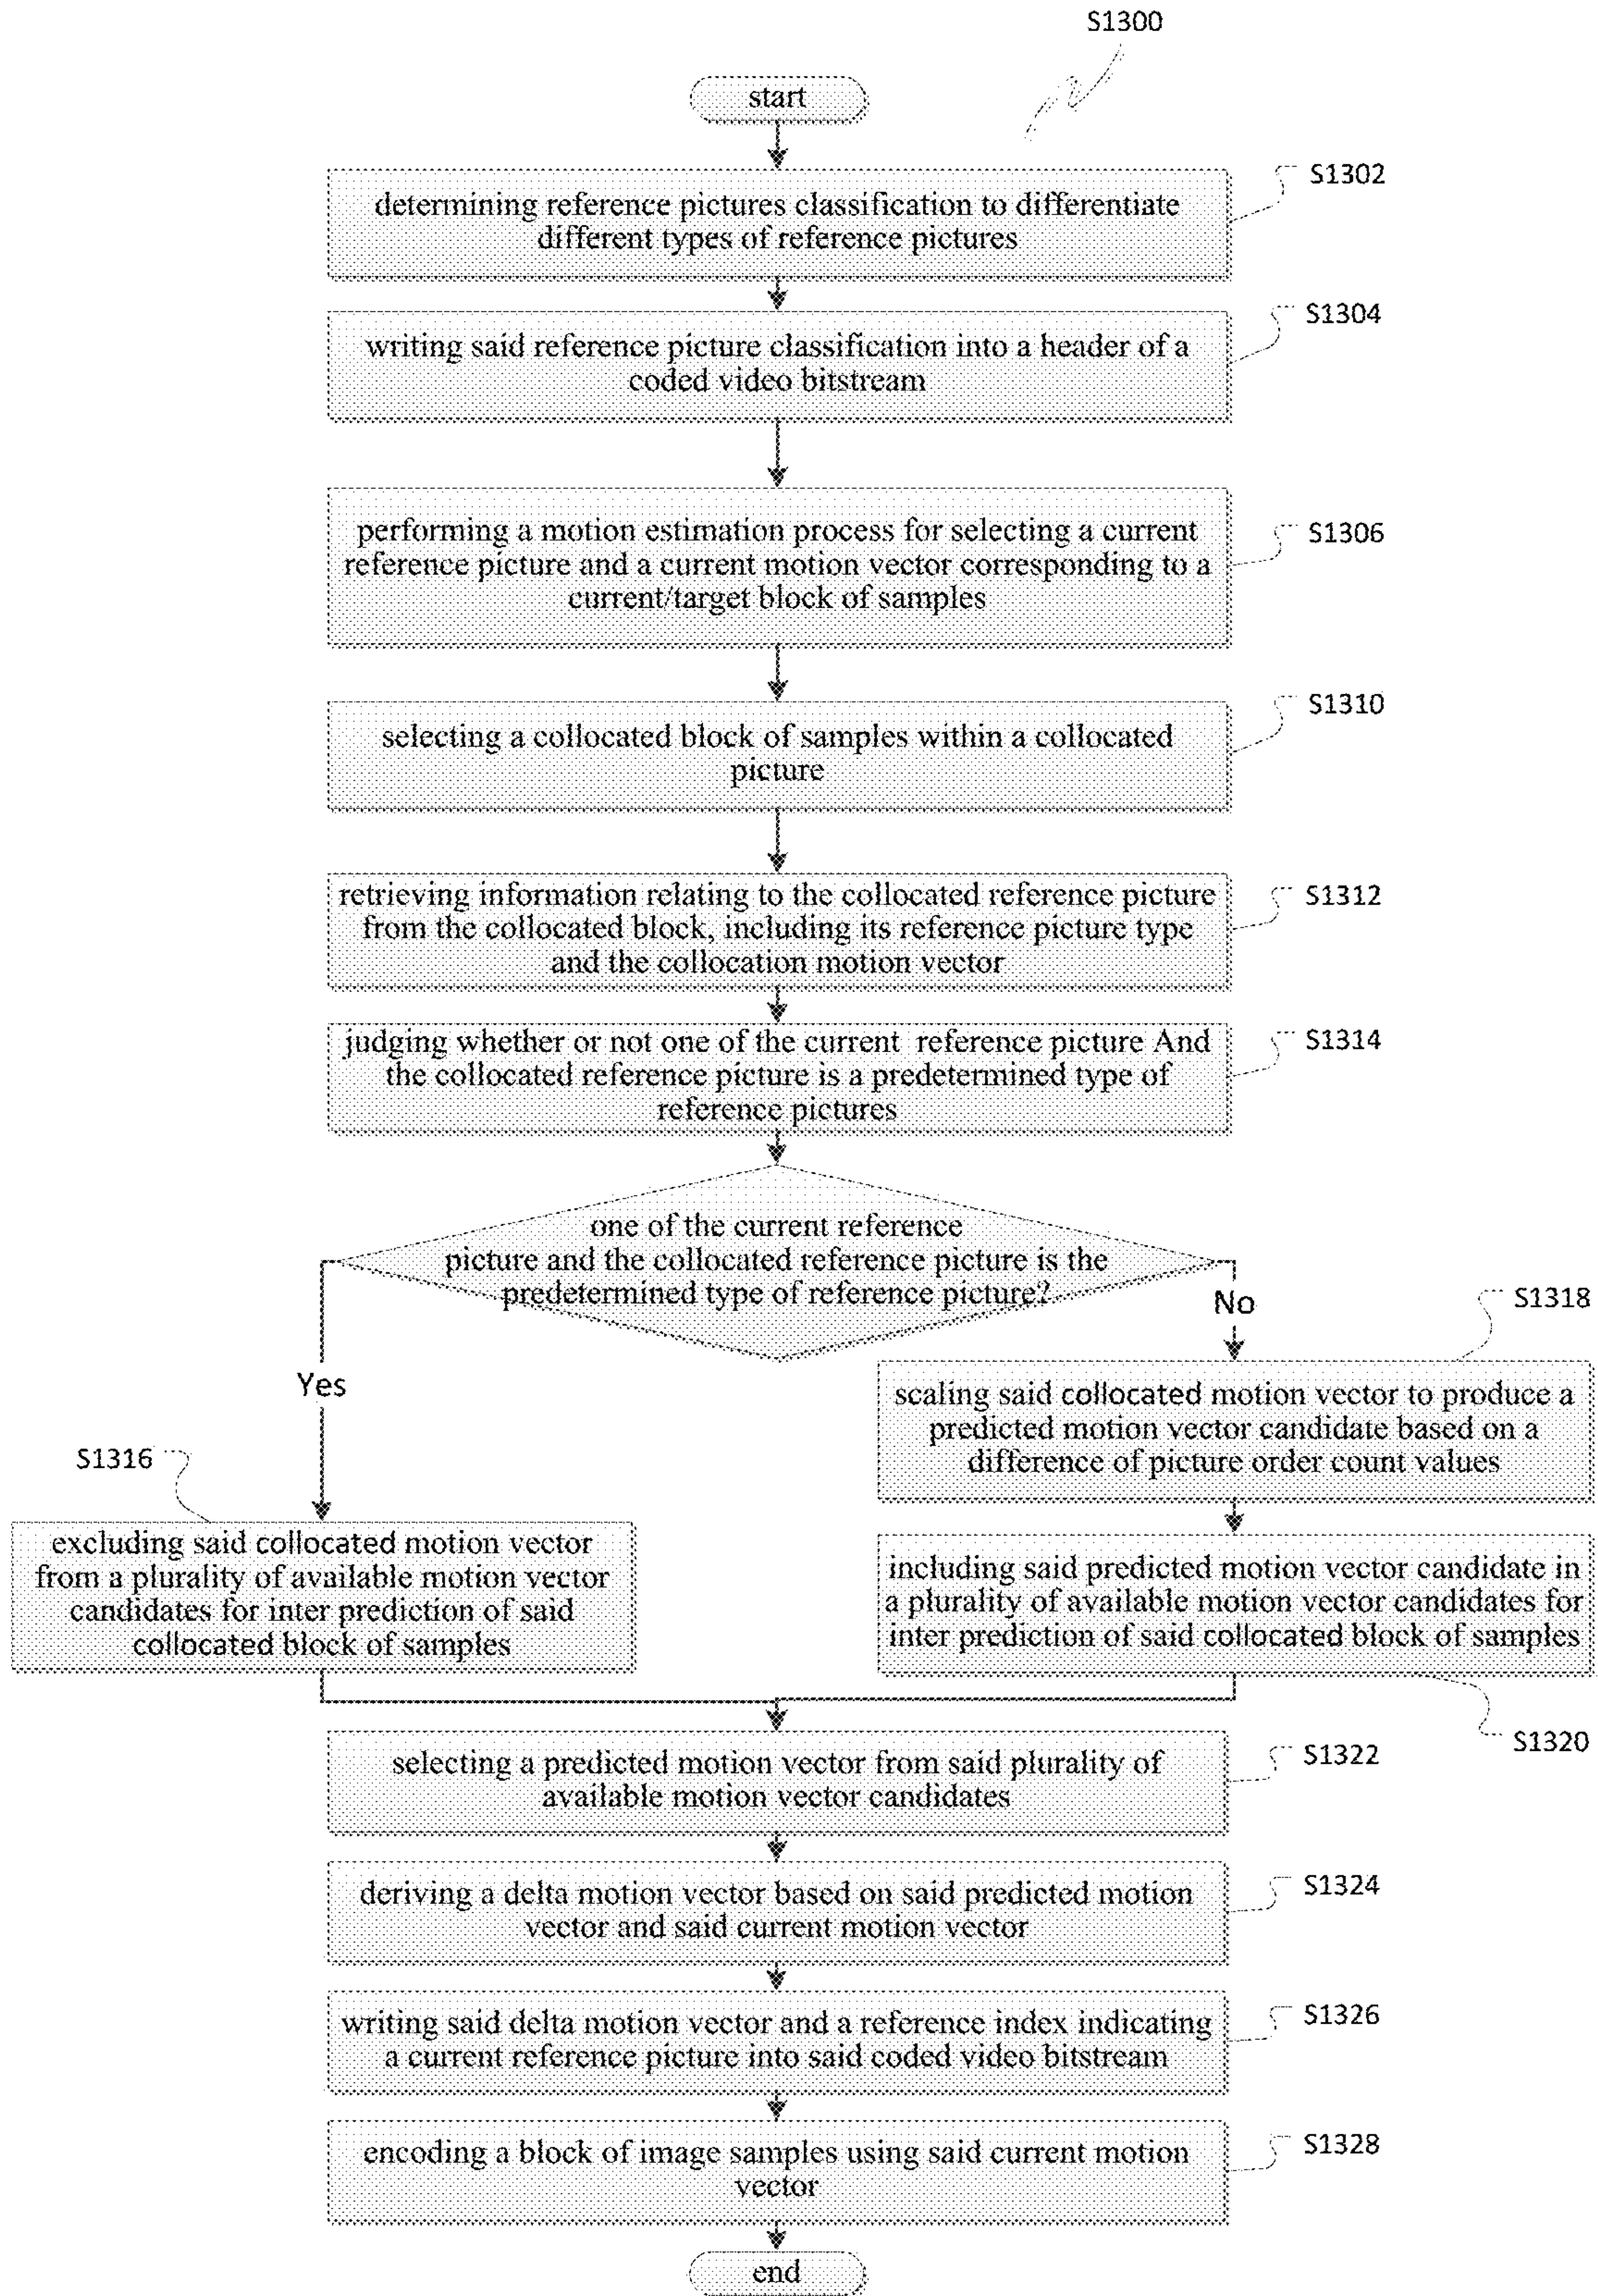 S1300
start
S1302
determining reference pictures classification to differentiate
different types of reference pictures
S1304
writing said reference picture classification into a header of a
coded video bitstream
S1306
performing a motion estimation process for selecting a current
reference picture and a current motion vector corresponding to a
current/target block of samples
S1310
selecting a collocated block of samples within a collocated
picture
S1312
retrieving information relating to the collocated reference picture
from the collocated block, including its reference picture type
and the collocation motion vector
S1314
judging whether or not one of the current reference picture And
the collocated reference picture is a predetermined type of
reference pictures
one of the current reference
picture and the collocated reference picture is the
predetermined type of reference picture?
No
S1318
Yes
scaling said collocated motion vector to produce a
predicted motion vector candidate based on a
difference of picture order count values
S1316
excluding said collocated motion vector
from a plurality of available motion vector
candidates for inter prediction of said
collocated block of samples
including said predicted motion vector candidate in
a plurality of available motion vector candidates for
inter prediction of said collocated block of samples
S1320
S1322
selecting a predicted motion vector from said plurality of
available motion vector candidates
S1324
deriving a delta motion vector based on said predicted motion
vector and said current motion vector
S1326
writing said delta motion vector and a reference index indicating
a current reference picture into said coded video bitstream
S1328
encoding a block of image samples using said current motion
vector
end